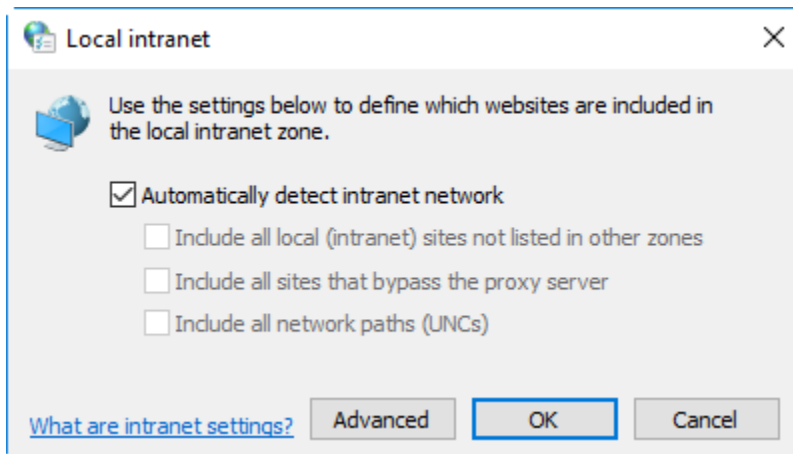 Local intranet
Use the settings below to define which websites are included in
the local intranet zone.
Automatically detect intranet network
Include all local (intranet) sites not listed in other zones
Include all sites that bypass the proxy server
Include all network paths (UNCs)
What are intranet settings? Advanced OK Cancel